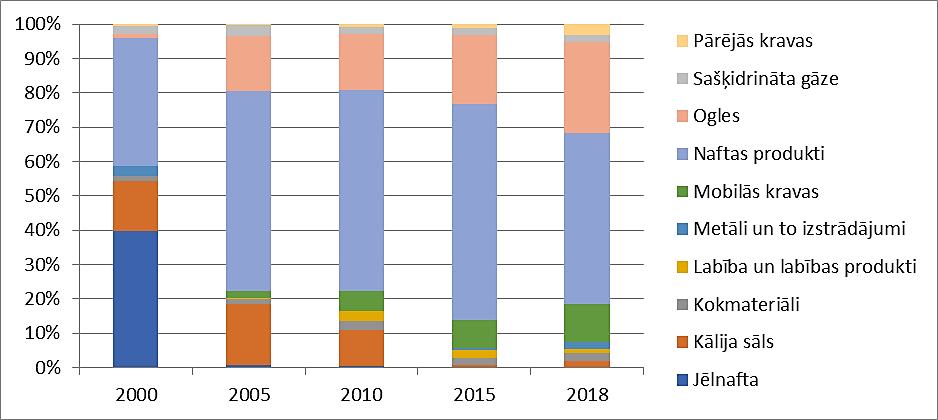 100%
90%
80%
70%
60%
50%
40%
30%
20%
10%
0%
2000
2005
2010
2015
2018
Pārējās kravas
Sašķidrināta gāze
Ogles
Naftas produkti
Mobilās kravas
Metāli un to izstrādājumi
Labība un labības produkti
Kokmateriāli
Kālija sāls
Jēlnafta